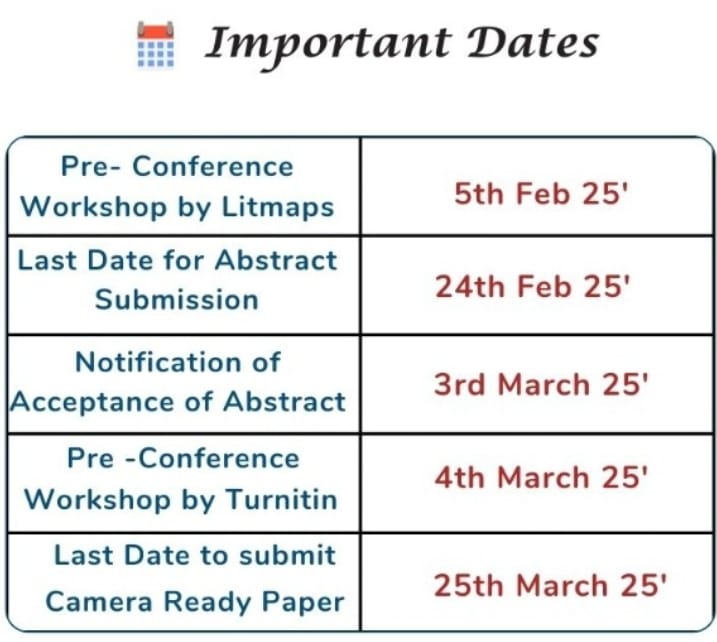 Important Dates
Pre- Conference
Workshop by Litmaps
5th Feb 25'
Last Date for Abstract
Submission
24th Feb 25'
Notification of
Acceptance of Abstract
3rd March 25'
Pre -Conference
Workshop by Turnitin
4th March 25'
Last Date to submit
Camera Ready Paper
25th March 25'